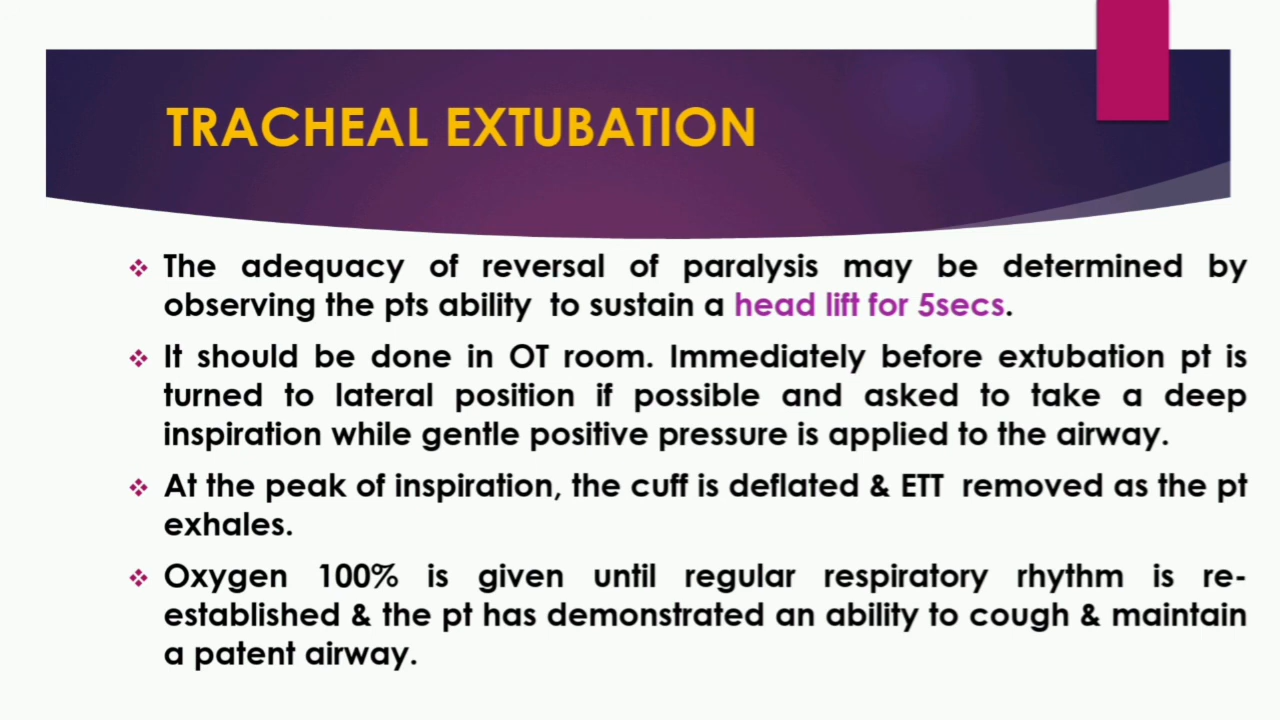 TRACHEAL EXTUBATION
❖ The adequacy of reversal of paralysis may be determined by
observing the pts ability to sustain a head lift for 5secs.
❖ It should be done in OT room. Immediately before extubation pt is
turned to lateral position if possible and asked to take a deep
inspiration while gentle positive pressure is applied to the airway.
❖ At the peak of inspiration, the cuff is deflated & ETT removed as the pt
exhales.
❖ Oxygen 100% is given until regular respiratory rhythm is re-
established & the pt has demonstrated an ability to cough & maintain
a patent airway.